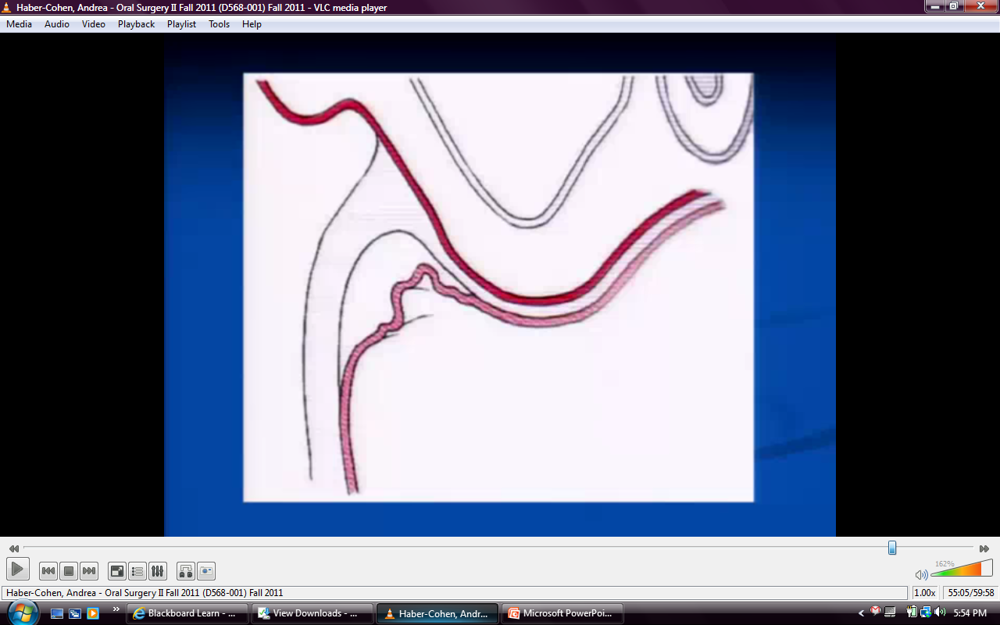 Haber-Cohen, Andrea - Oral Surgery II Fall 2011 (D568-001) Fall 2011 - VLC media player
Media Audio Video Playback Playlist Tools Help
162%
Haber-Cohen, Andrea - Oral Surgery II Fall 2011 (D568-001) Fall 2011 1.00x 55:05/59:58
» Blackboard Learn - ... View Downloads - ... Haber-Cohen, Andr... Microsoft PowerPoi... 5:54 PM